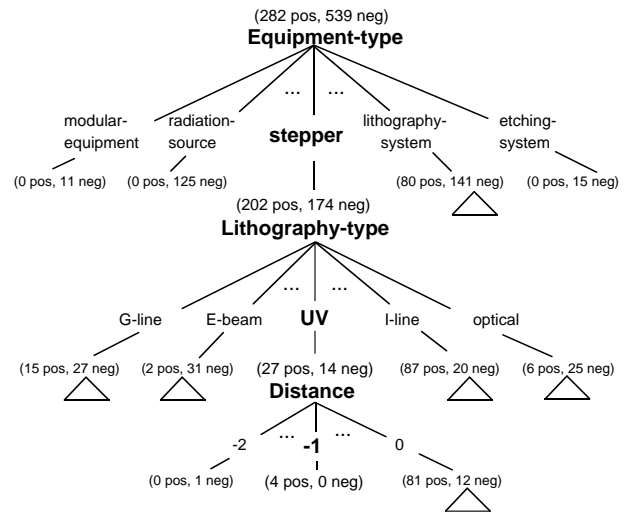 (282 pos, 539 neg)
Equipment-type
... ...
modular-equipment
radiation-source
stepper
lithography-system
etching-system
(0 pos, 11 neg) (0 pos, 125 neg) (80 pos, 141 neg) (0 pos, 15 neg)
(202 pos, 174 neg)
Lithography-type
... ...
G-line E-beam UV I-line optical
(15 pos, 27 neg) (2 pos, 31 neg) (27 pos, 14 neg) (87 pos, 20 neg) (6 pos, 25 neg)
Distance
-2 ... -1 ... 0
(0 pos, 1 neg) (4 pos, 0 neg) (81 pos, 12 neg)